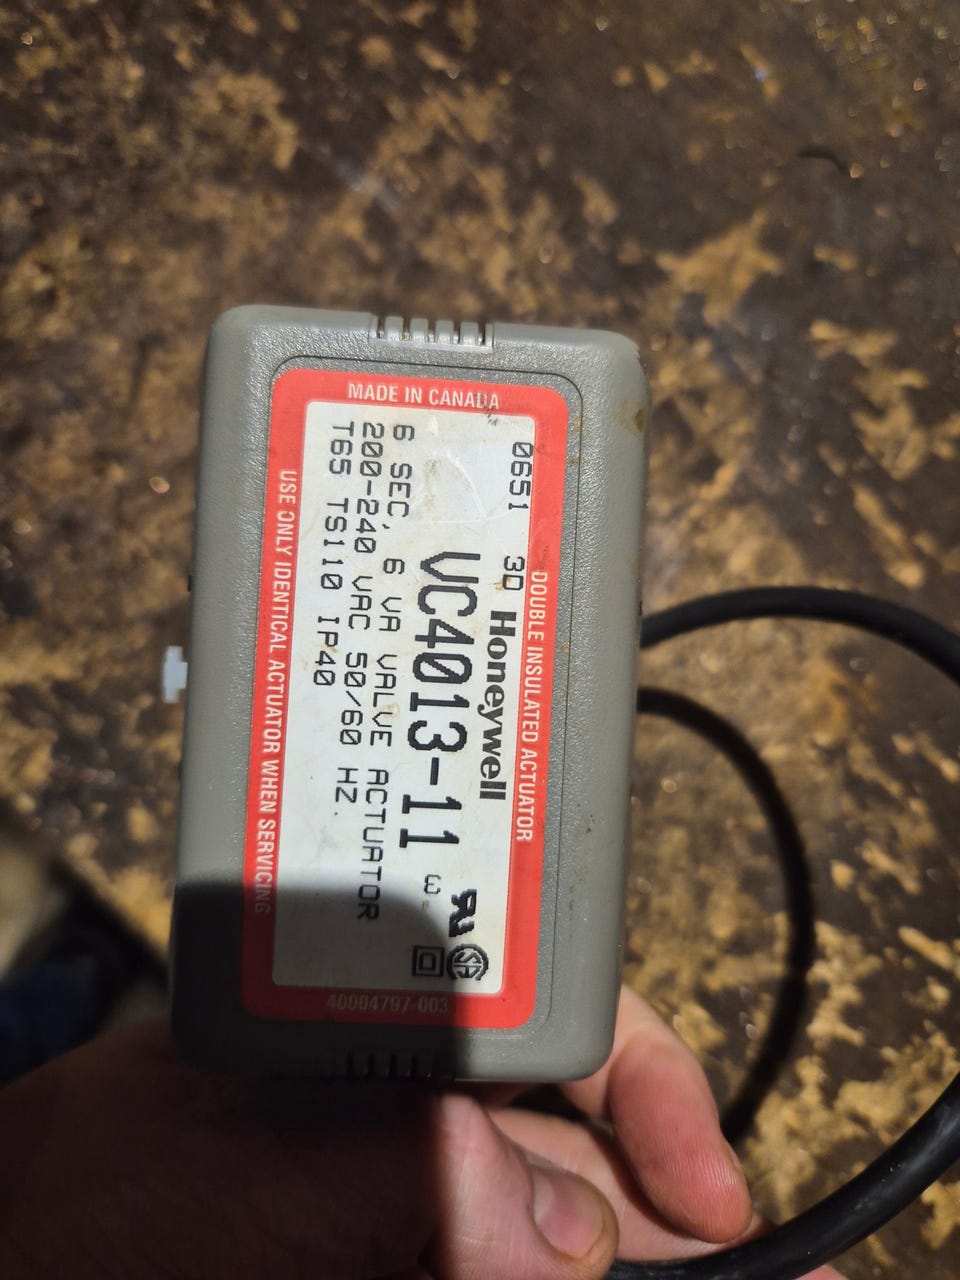 MADE IN CANADA
DOUBLE INSULATED ACTUATOR
0651 3D Honeywell
VC4013-11
6 SEC, 6 VA VALVE ACTUATOR
200-240 VAC 50/60 HZ.
T65 TS110 IP40
USE ONLY IDENTICAL ACTUATOR WHEN SERVICING
40004797-003